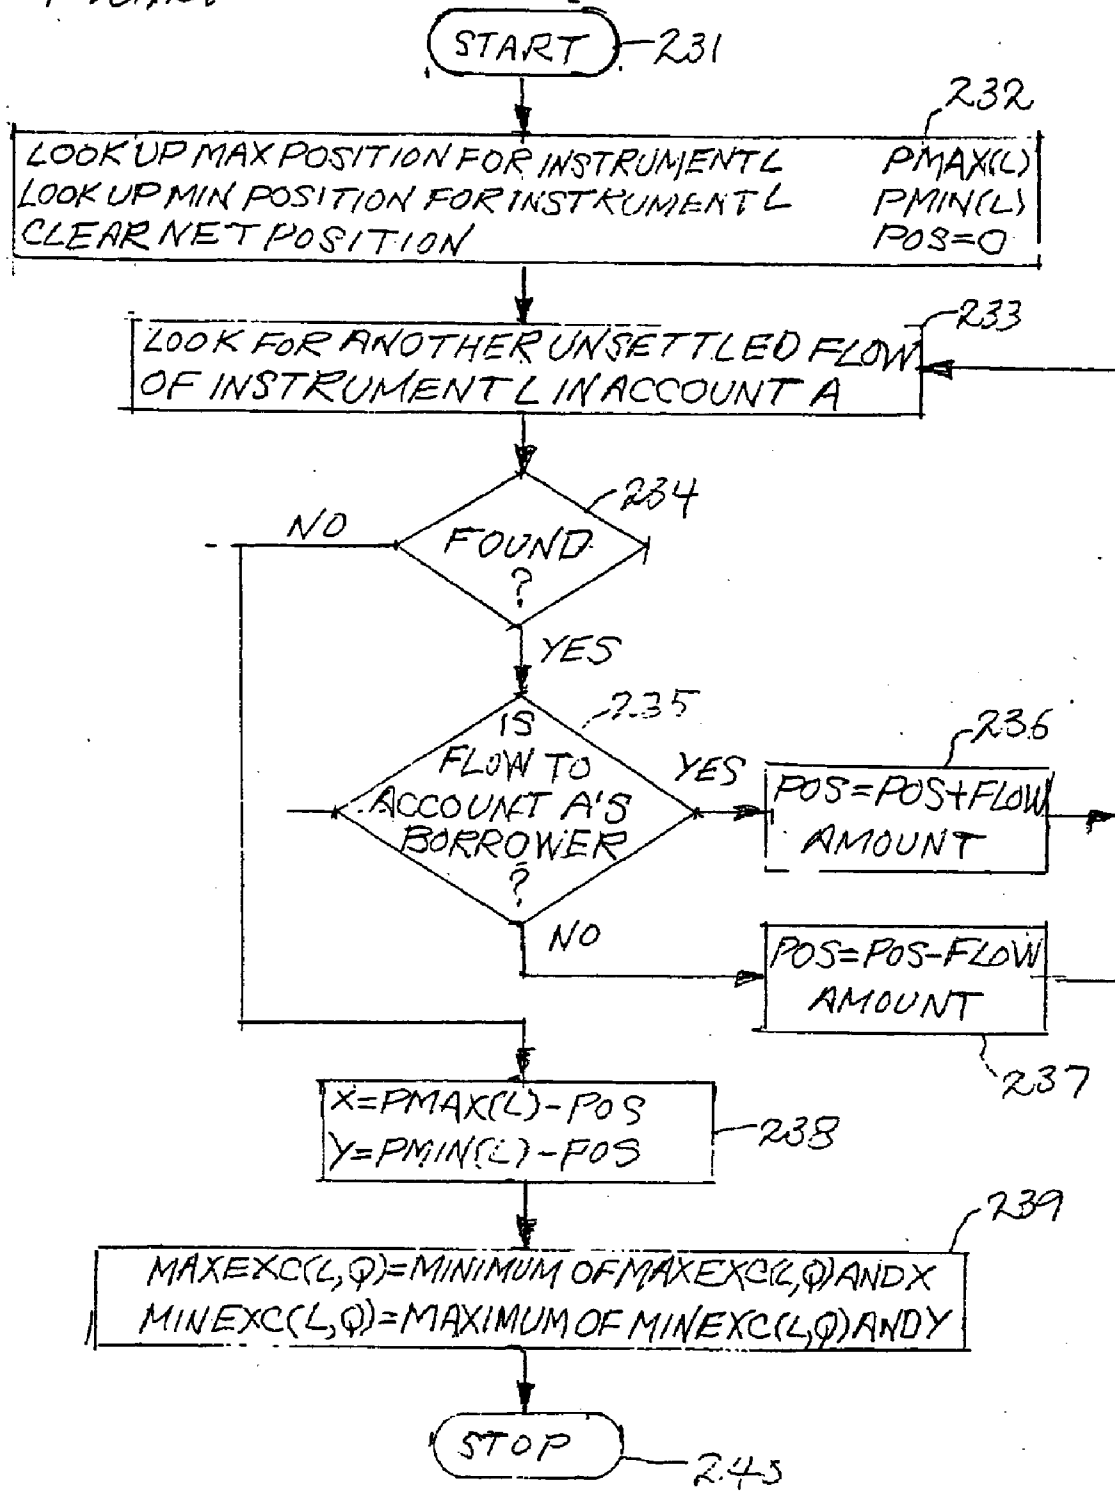 START 231
232
LOOK UP MAX POSITION FOR INSTRUMENT L PMAX(L)
LOOK UP MIN POSITION FOR INSTRUMENT L PMIN(L)
CLEAR NET POSITION POS=0
233
LOOK FOR ANOTHER UNSETTLED FLOW
OF INSTRUMENT L IN ACCOUNT A
234
NO
FOUND
?
YES
235
IS
FLOW TO
ACCOUNT A'S
BORROWER
?
YES
236
POS=POS+FLOW
AMOUNT
NO
POS=POS-FLOW
AMOUNT
237
X=PMAX(L)-POS
Y=PMIN(L)-POS
238
239
MAXEXC(L,Q)=MINIMUM OF MAXEXC(L,Q) AND X
MINEXC(L,Q)=MAXIMUM OF MINEXC(L,Q) AND Y
STOP